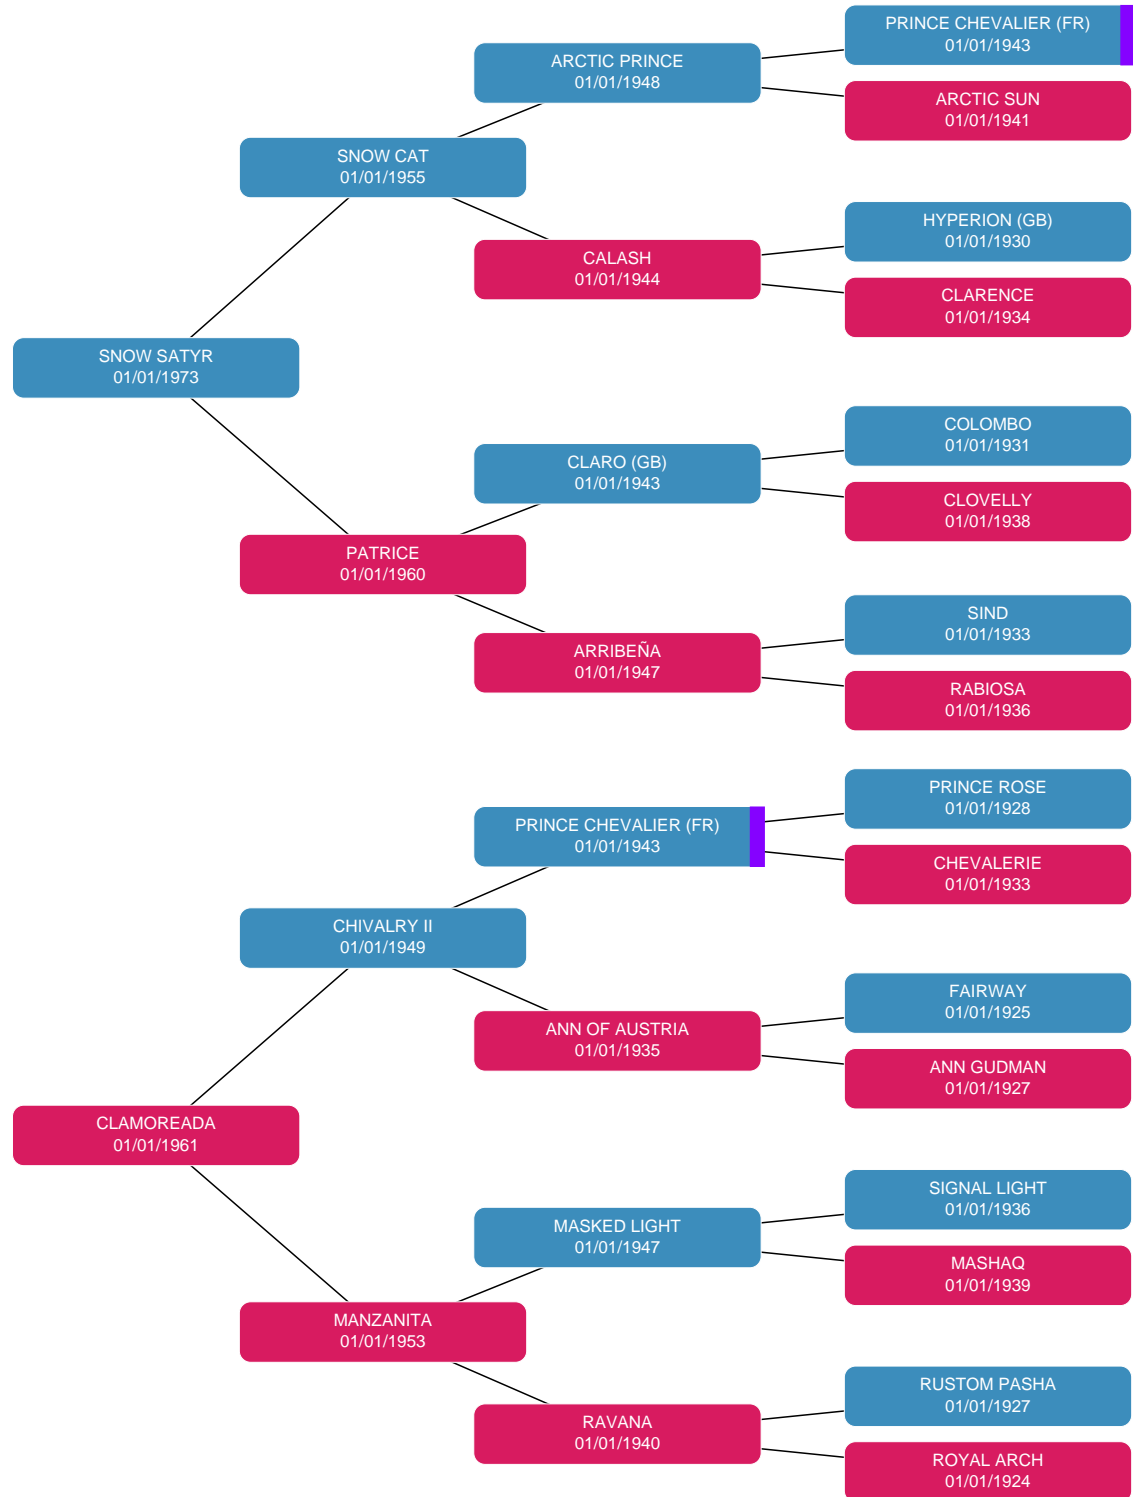 PRINCE CHEVALIER (FR)
01/01/1943
ARCTIC PRINCE
01/01/1948
ARCTIC SUN
01/01/1941
SNOW CAT
01/01/1955
HYPERION (GB)
01/01/1930
CALASH
01/01/1944
CLARENCE
01/01/1934
SNOW SATYR
01/01/1973
COLOMBO
01/01/1931
CLARO (GB)
01/01/1943
CLOVELLY
01/01/1938
PATRICE
01/01/1960
SIND
01/01/1933
ARRIBEÑA
01/01/1947
RABIOSA
01/01/1936
PRINCE ROSE
01/01/1928
PRINCE CHEVALIER (FR)
01/01/1943
CHEVALERIE
01/01/1933
CHIVALRY II
01/01/1949
FAIRWAY
01/01/1925
ANN OF AUSTRIA
01/01/1935
ANN GUDMAN
01/01/1927
CLAMOREADA
01/01/1961
SIGNAL LIGHT
01/01/1936
MASKED LIGHT
01/01/1947
MASHAQ
01/01/1939
MANZANITA
01/01/1953
RUSTOM PASHA
01/01/1927
RAVANA
01/01/1940
ROYAL ARCH
01/01/1924